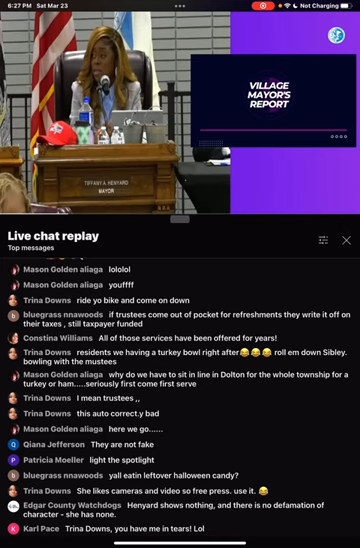 6:27 PM Sat Mar 23
Not Charging
VILLAGE
MAYOR'S
REPORT
TIFFANY A. HENYARD
MAYOR
Live chat replay
Top messages
Mason Golden aliaga lololol
Mason Golden aliaga youffff
Trina Downs ride yo bike and come on down
b bluegrass nnawoods if trustees come out of pocket for refreshments they write it off on
their taxes , still taxpayer funded
Constina Williams All of those services have been offered for years!
Trina Downs residents we having a turkey bowl right after😂😂😂 roll em down Sibley.
bowling with the mustees
Mason Golden aliaga why do we have to sit in line in Dolton for the whole township for a
turkey or ham.....seriously first come first serve
Trina Downs I mean trustees ,,
Trina Downs this auto correct.y bad
Mason Golden aliaga here we go......
Q Qiana Jefferson They are not fake
P Patricia Moeller light the spotlight
b bluegrass nnawoods yall eatin leftover halloween candy?
Trina Downs She likes cameras and video so free press. use it. 😂
Edgar County Watchdogs Henyard shows nothing, and there is no defamation of
character - she has none.
K Karl Pace Trina Downs, you have me in tears! Lol